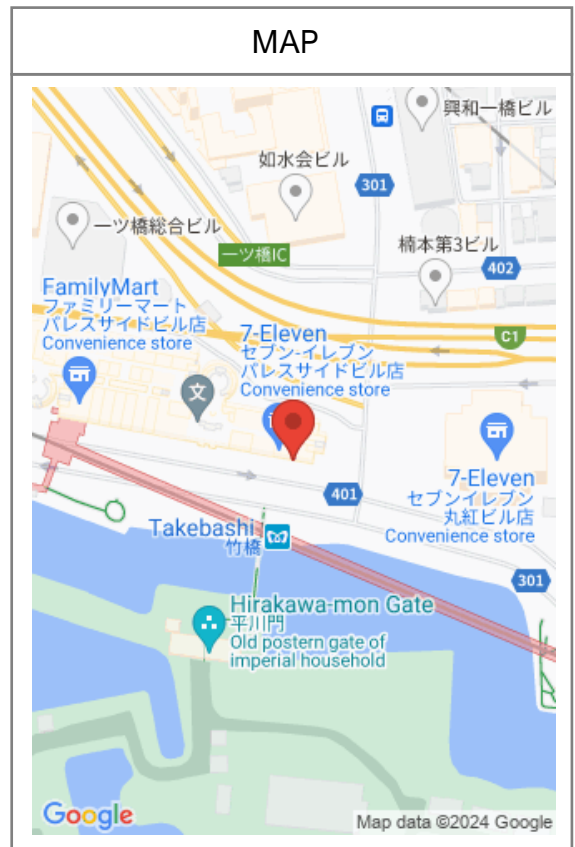 MAP
興和一橋ビル
如水会ビル
301
一ツ橋総合ビル
楠本第3ビル
一ツ橋IC
402
FamilyMart
ファミリーマート
パレスサイドビル店
Convenience store
7-Eleven
セブン-イレブン
パレスサイドビル店
Convenience store
C1
文
7-Eleven
セブンイレブン
丸紅ビル店
Convenience store
401
Takebashi
竹橋
301
Hirakawa-mon Gate
平川門
Old postern gate of
imperial household
Google
Map data ©2024 Google